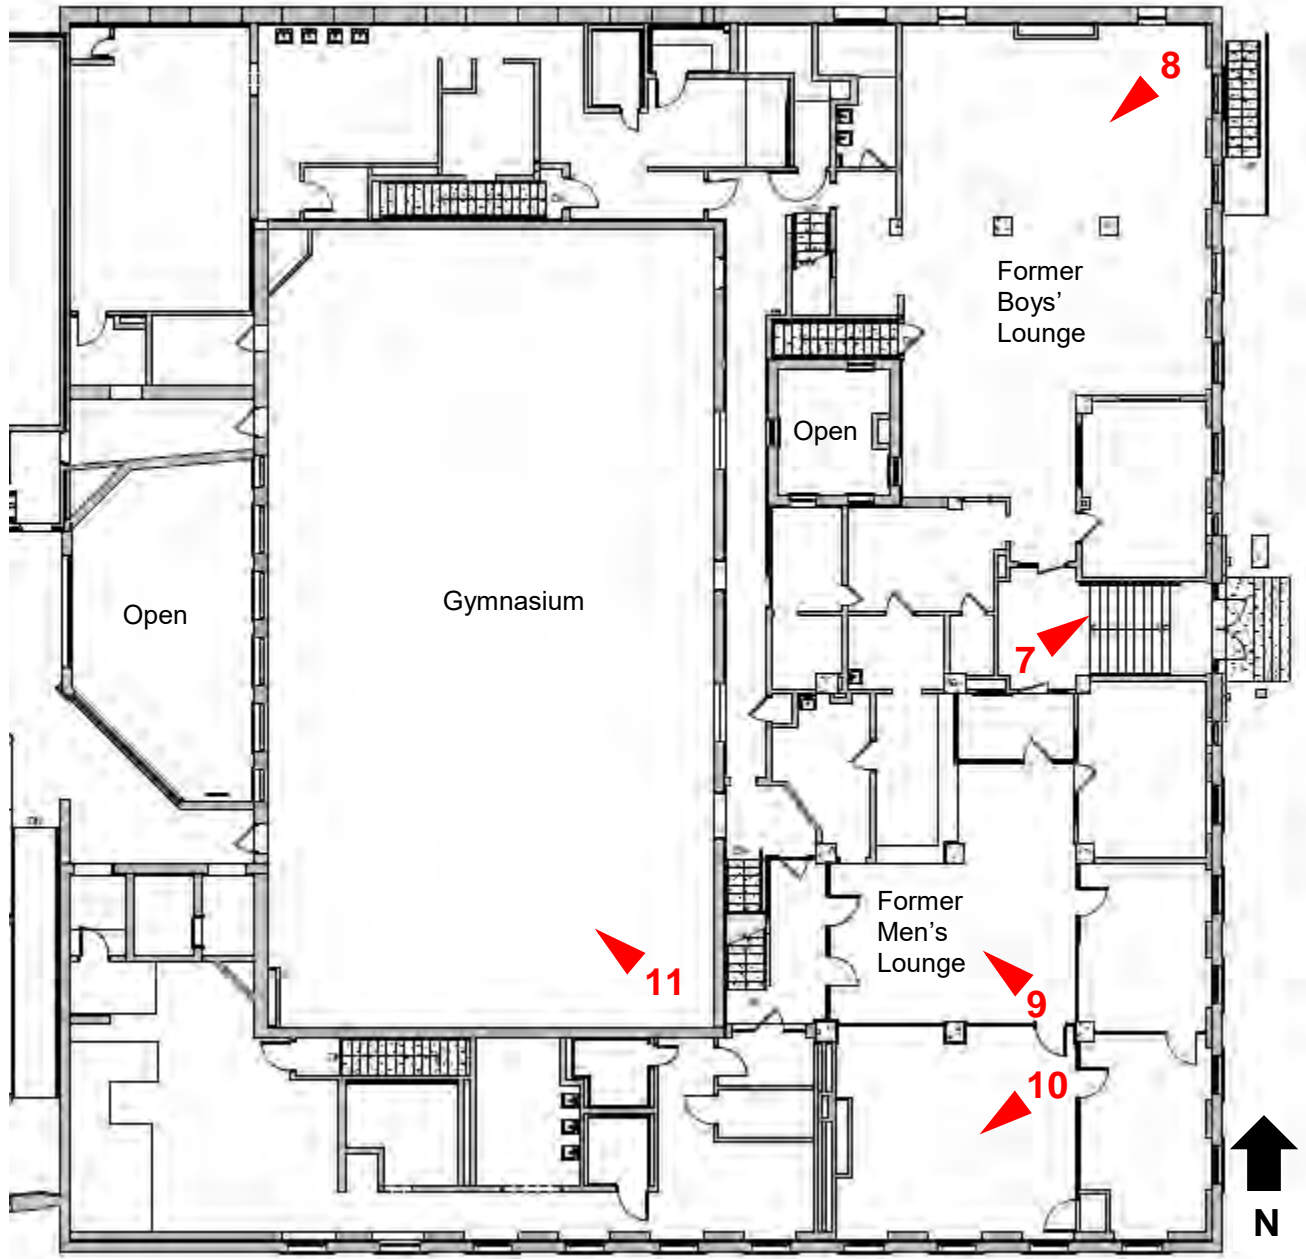 8
Former
Boys’
Lounge
Open
Gymnasium
Open
7
Former
Men’s
Lounge
11
9
10
N